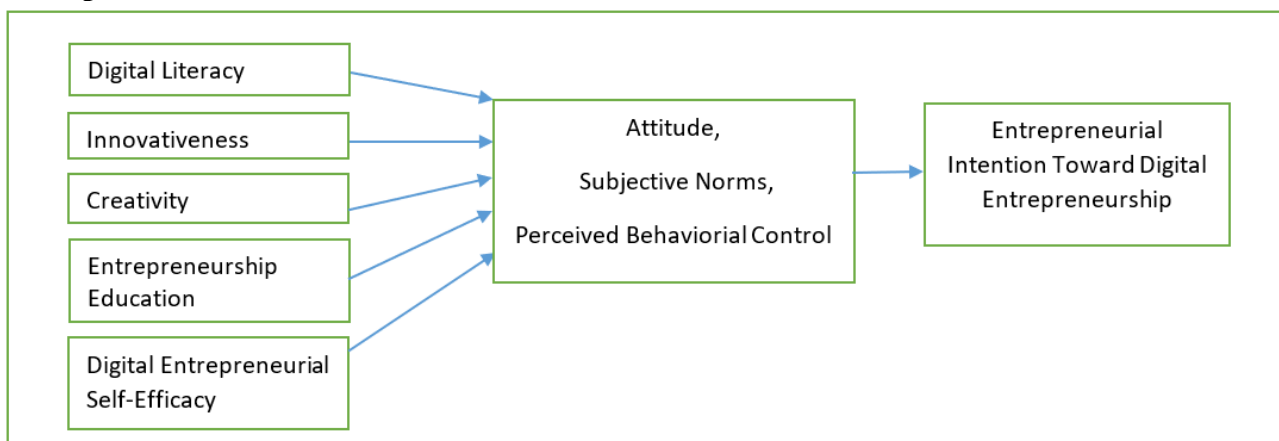 Digital Literacy
Innovativeness
Creativity
Entrepreneurship
Education
Digital Entrepreneurial
Self-Efficacy
Attitude,
Subjective Norms,
Perceived Behaviorial Control
Entrepreneurial
Intention Toward Digital
Entrepreneurship